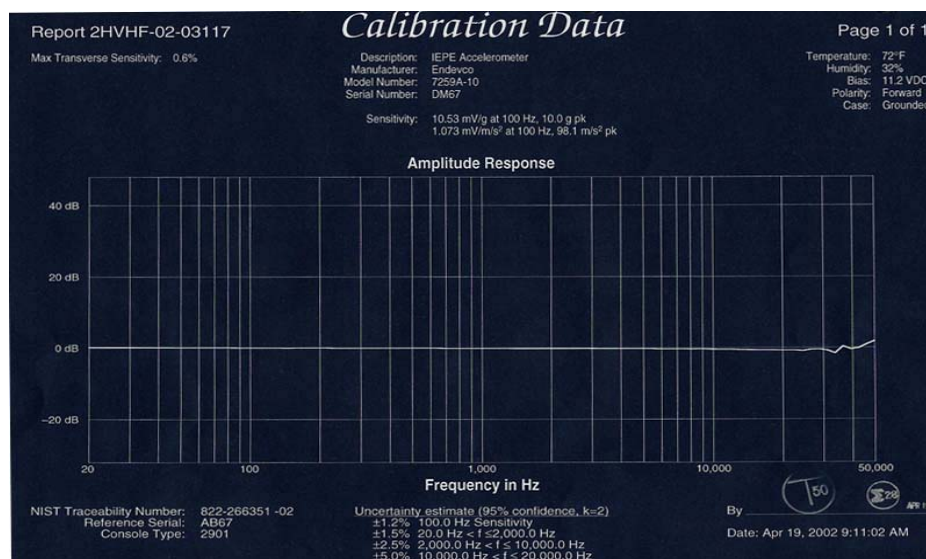 Report 2HVHF-02-03117
Calibration Data
Page 1 of 1
Max Transverse Sensitivity: 0.6%
Description: IEPE Accelerometer
Manufacturer: Endevco
Model Number: 7259A-10
Serial Number: DM67
Sensitivity: 10.53 mV/g at 100 Hz, 10.0 g pk
1.073 mV/m/s² at 100 Hz, 98.1 m/s² pk
Temperature: 72°F
Humidity: 32%
Bias: 11.2 VDC
Polarity: Forward
Case: Grounded
Amplitude Response
40 dB
20 dB
0 dB
-20 dB
20 100 1,000 10,000 50,000
Frequency in Hz
NIST Traceability Number: 822-266351 -02
Reference Serial: AB67
Console Type: 2901
Uncertainty estimate (95% confidence, k=2)
±1.2% 100.0 Hz Sensitivity
±1.5% 20.0 Hz < f ≤2,000.0 Hz
±2.5% 2,000.0 Hz < f ≤ 10,000.0 Hz
±5.0% 10,000.0 Hz < f ≤ 20,000.0 Hz
By
T50
28
APR
Date: Apr 19, 2002 9:11:02 AM